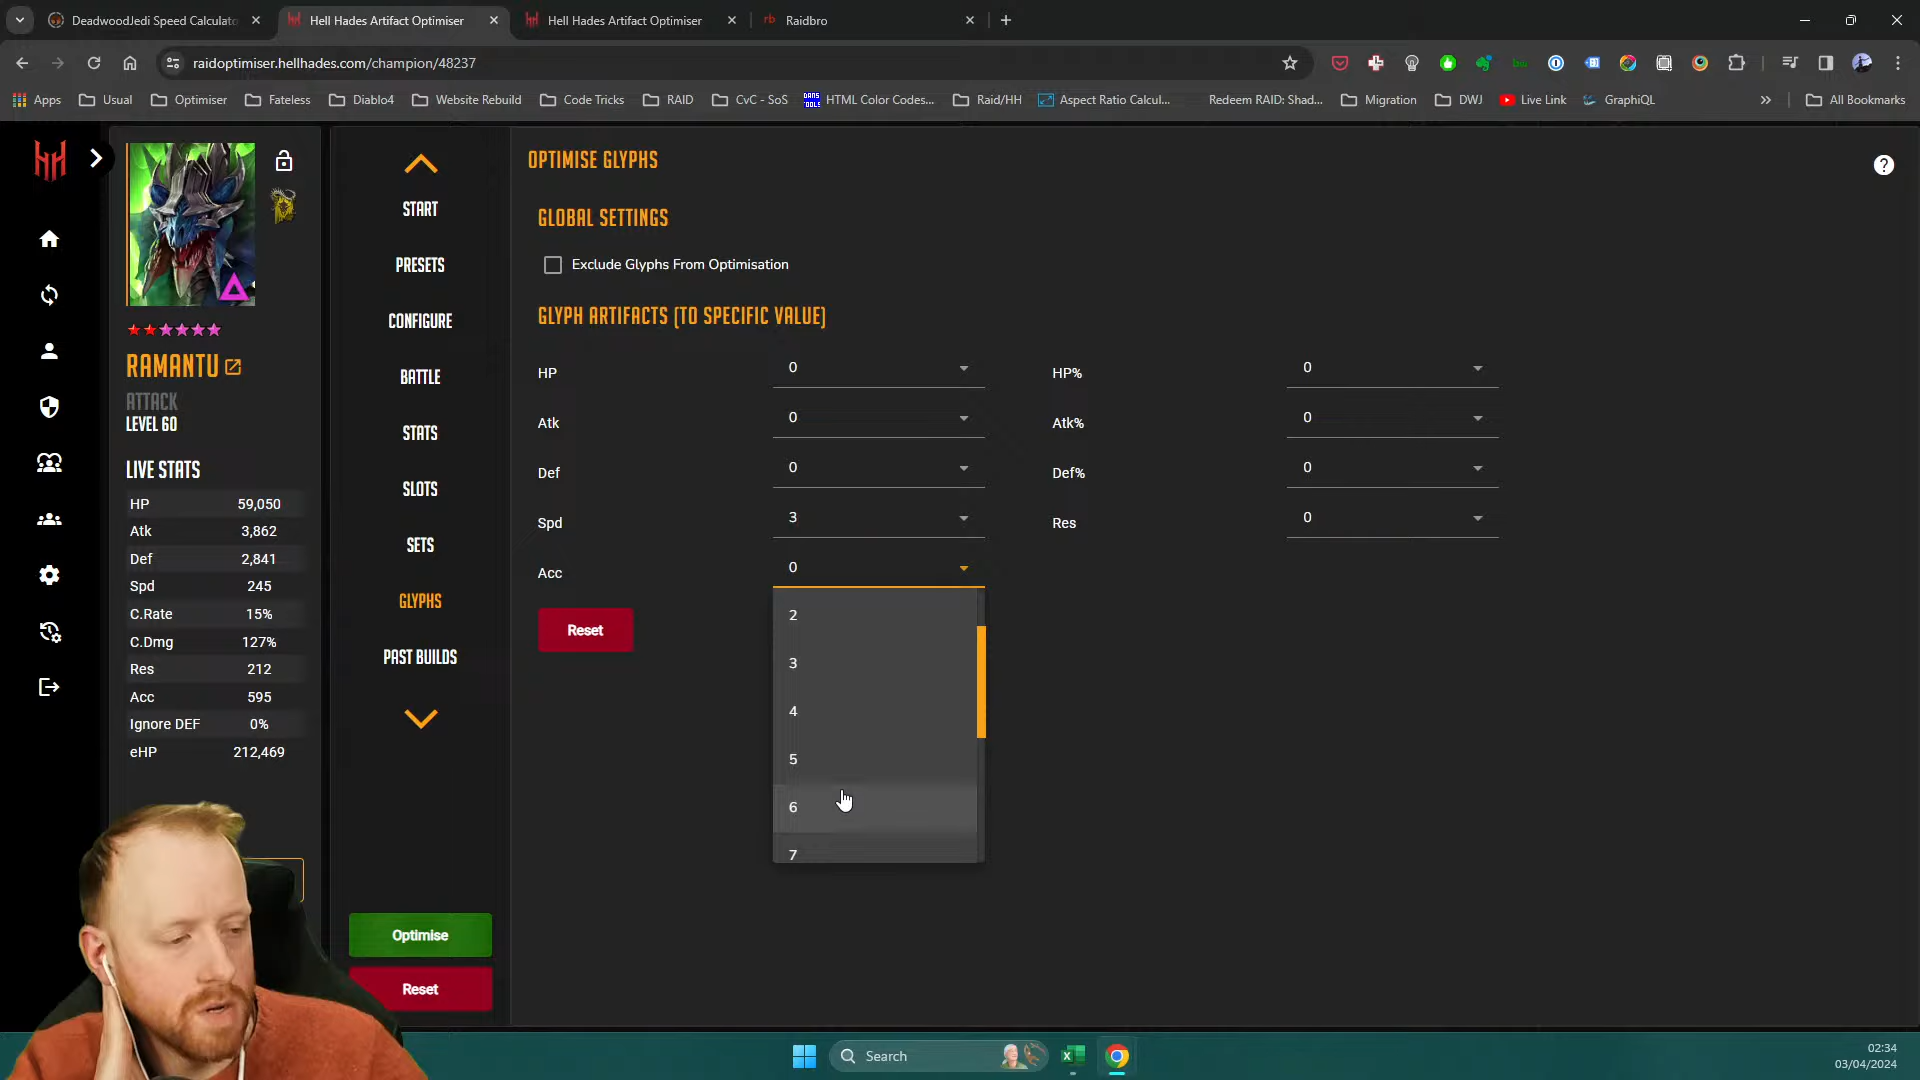 DeadwoodJedi Speed Calculato
Hell Hades Artifact Optimiser
Hell Hades Artifact Optimiser
rb Raidbro
raidoptimiser.hellhades.com/champion/48237
Apps
Usual
Optimiser
Fateless
Diablo4
Website Rebuild
Code Tricks
RAID
CvC - SoS
HTML Color Codes...
Raid/HH
Aspect Ratio Calcul...
Redeem RAID: Shad...
Migration
DWJ
Live Link
GraphiQL
All Bookmarks
RAMANTU
ATTACK
LEVEL 60
LIVE STATS
HP 59,050
Atk 3,862
Def 2,841
Spd 245
C.Rate 15%
C.Dmg 127%
Res 212
Acc 595
Ignore DEF 0%
eHP 212,469
START
PRESETS
CONFIGURE
BATTLE
STATS
SLOTS
SETS
GLYPHS
PAST BUILDS
Optimise
Reset
OPTIMISE GLYPHS
GLOBAL SETTINGS
Exclude Glyphs From Optimisation
GLYPH ARTIFACTS (TO SPECIFIC VALUE)
HP 0 HP% 0
Atk 0 Atk% 0
Def 0 Def% 0
Spd 3 Res 0
Acc 0
Reset
2
3
4
5
6
7
Search
02:34
03/04/2024